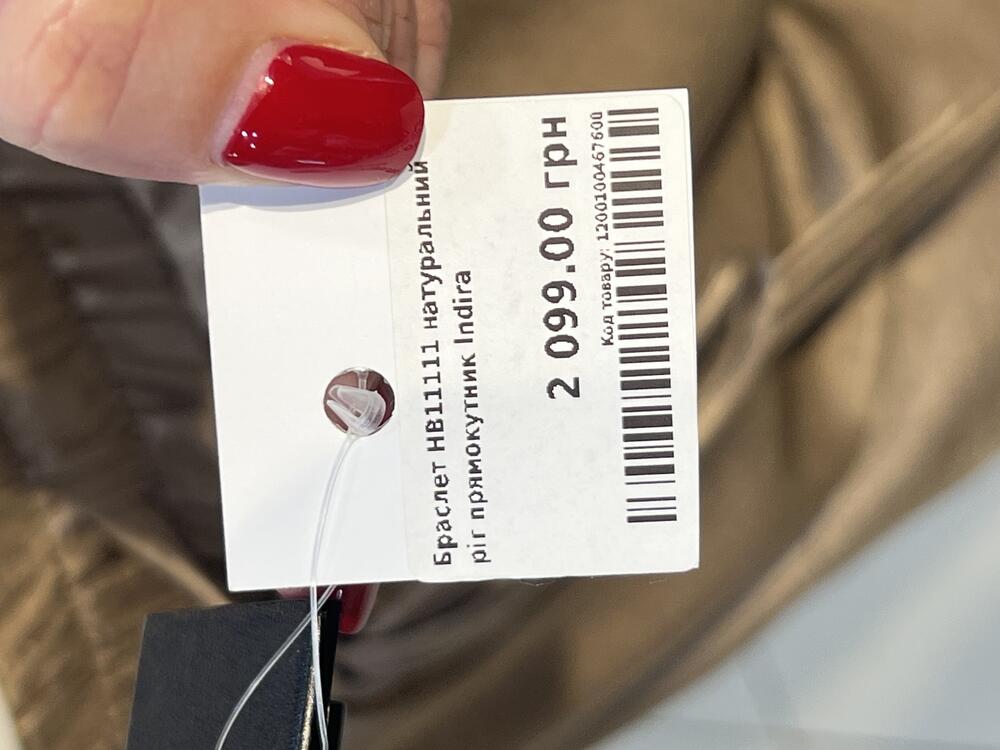 Браслет HB11111 натуральний
ріг прямокутник Indira
2 099.00 грн
Код товару: 1200100467600